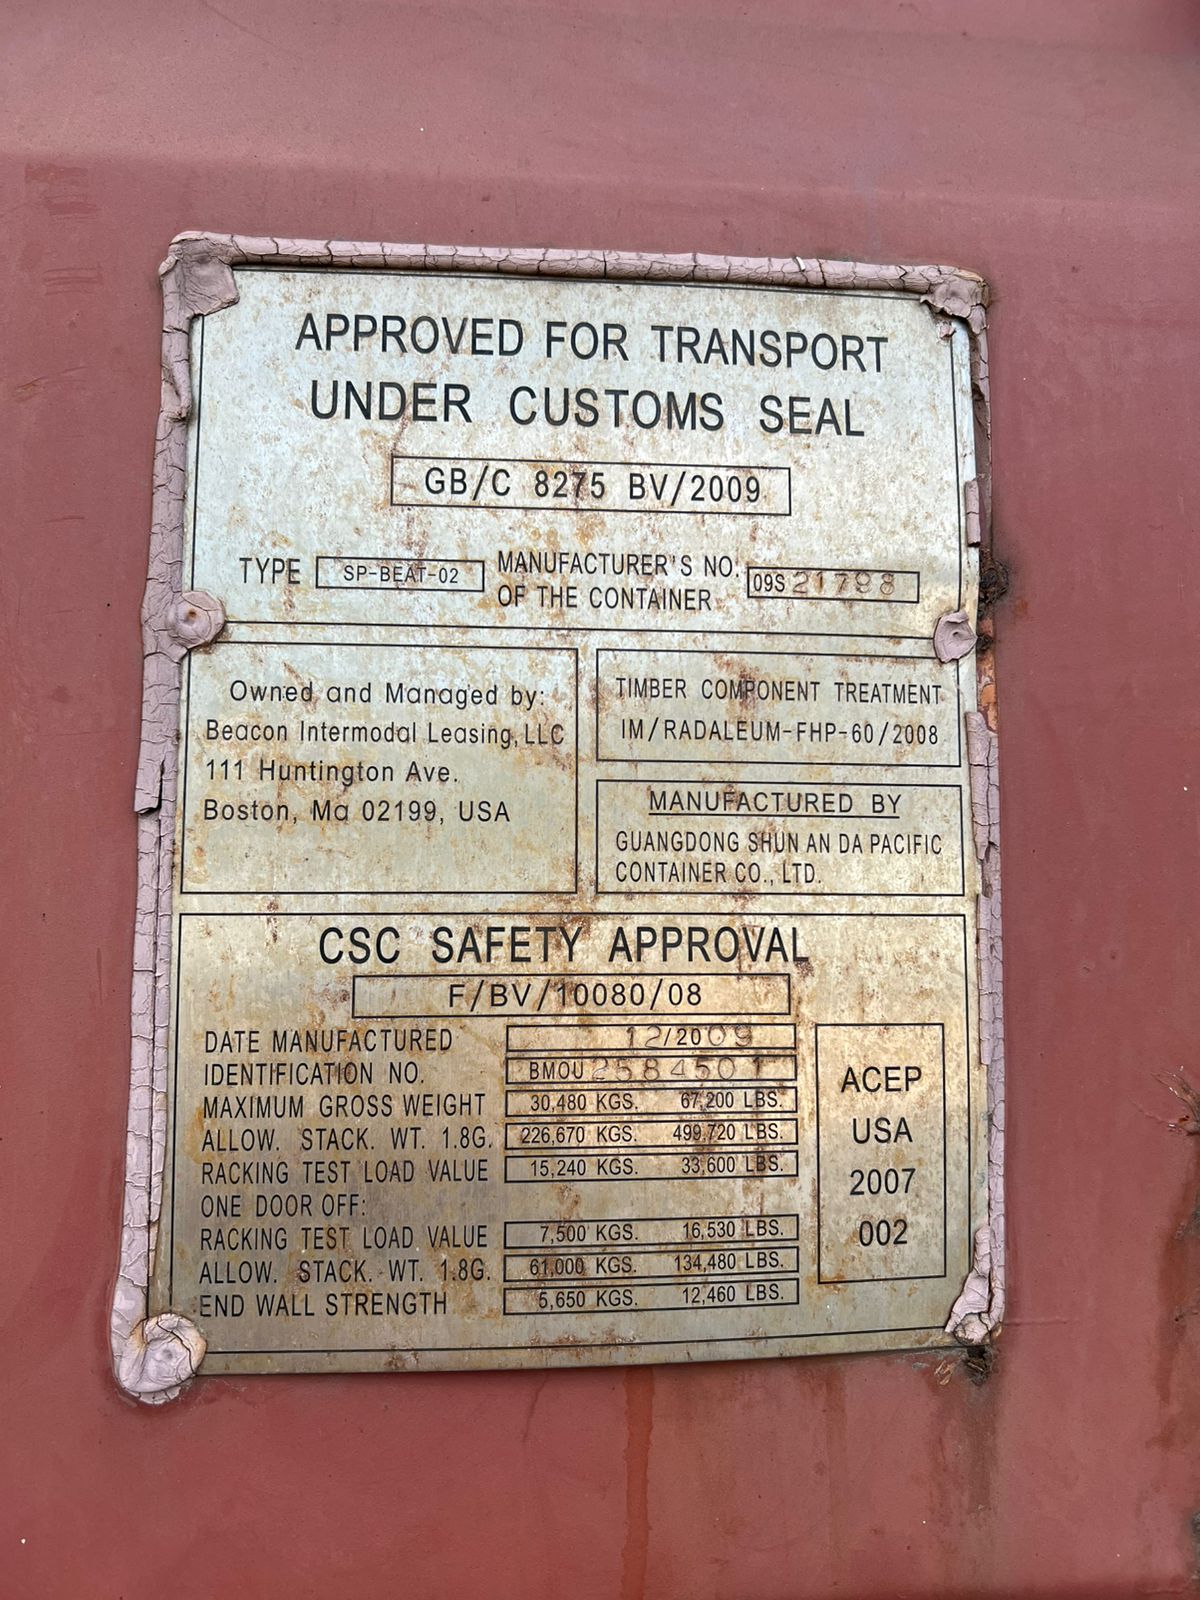 APPROVED FOR TRANSPORT
UNDER CUSTOMS SEAL
GB/C 8275 BV/2009
TYPE SP-BEAT-02 MANUFACTURER'S NO. OF THE CONTAINER 09S 21798
Owned and Managed by:
Beacon Intermodal Leasing, LLC
111 Huntington Ave.
Boston, Ma 02199, USA
TIMBER COMPONENT TREATMENT
IM/RADALEUM-FHP-60/2008
MANUFACTURED BY
GUANGDONG SHUN AN DA PACIFIC
CONTAINER CO., LTD.
CSC SAFETY APPROVAL
F/BV/10080/08
DATE MANUFACTURED 12/2009
IDENTIFICATION NO. BMOU 2584501
MAXIMUM GROSS WEIGHT 30,480 KGS. 67,200 LBS.
ALLOW. STACK. WT. 1.8G. 226,670 KGS. 499,720 LBS.
RACKING TEST LOAD VALUE 15,240 KGS. 33,600 LBS.
ONE DOOR OFF:
RACKING TEST LOAD VALUE 7,500 KGS. 16,530 LBS.
ALLOW. STACK. WT. 1.8G. 61,000 KGS. 134,480 LBS.
END WALL STRENGTH 5,650 KGS. 12,460 LBS.
ACEP
USA
2007
002